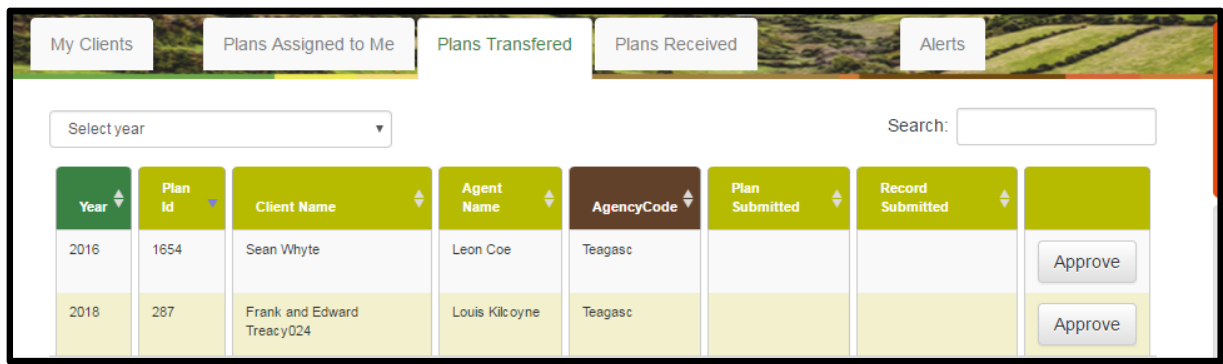 My Clients Plans Assigned to Me Plans Transfered Plans Received Alerts
Select year Search:
Year Plan Id Client Name Agent Name AgencyCode Plan Submitted Record Submitted
2016 1654 Sean Whyte Leon Coe Teagasc Approve
2018 287 Frank and Edward Louis Kilcoyne Teagasc Approve
Treacy024